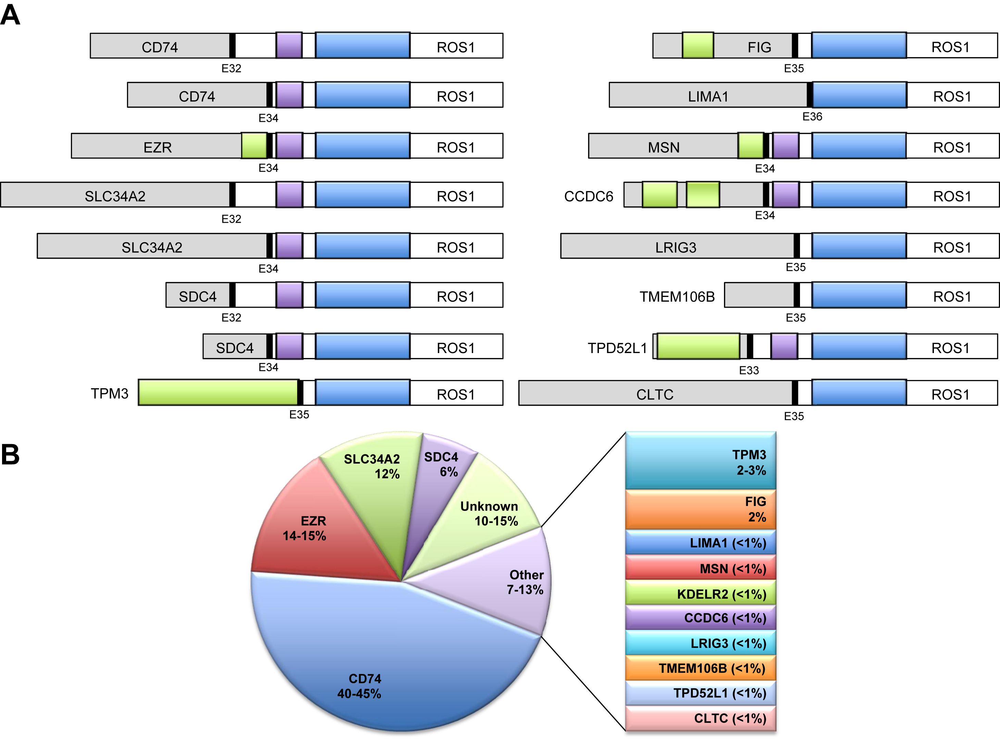 A
CD74 ROS1
E32
CD74 ROS1
E34
EZR ROS1
E34
SLC34A2 ROS1
E32
SLC34A2 ROS1
E34
SDC4 ROS1
E32
SDC4 ROS1
E34
TPM3 ROS1
E35
FIG ROS1
E35
LIMA1 ROS1
E36
MSN ROS1
E34
CCDC6 ROS1
E34
LRIG3 ROS1
E35
TMEM106B ROS1
E35
TPD52L1 ROS1
E33
CLTC ROS1
E35
B
SLC34A2
12%
SDC4
6%
Unknown
10-15%
EZR
14-15%
Other
7-13%
CD74
40-45%
TPM3
2-3%
FIG
2%
LIMA1 (<1%)
MSN (<1%)
KDELR2 (<1%)
CCDC6 (<1%)
LRIG3 (<1%)
TMEM106B (<1%)
TPD52L1 (<1%)
CLTC (<1%)